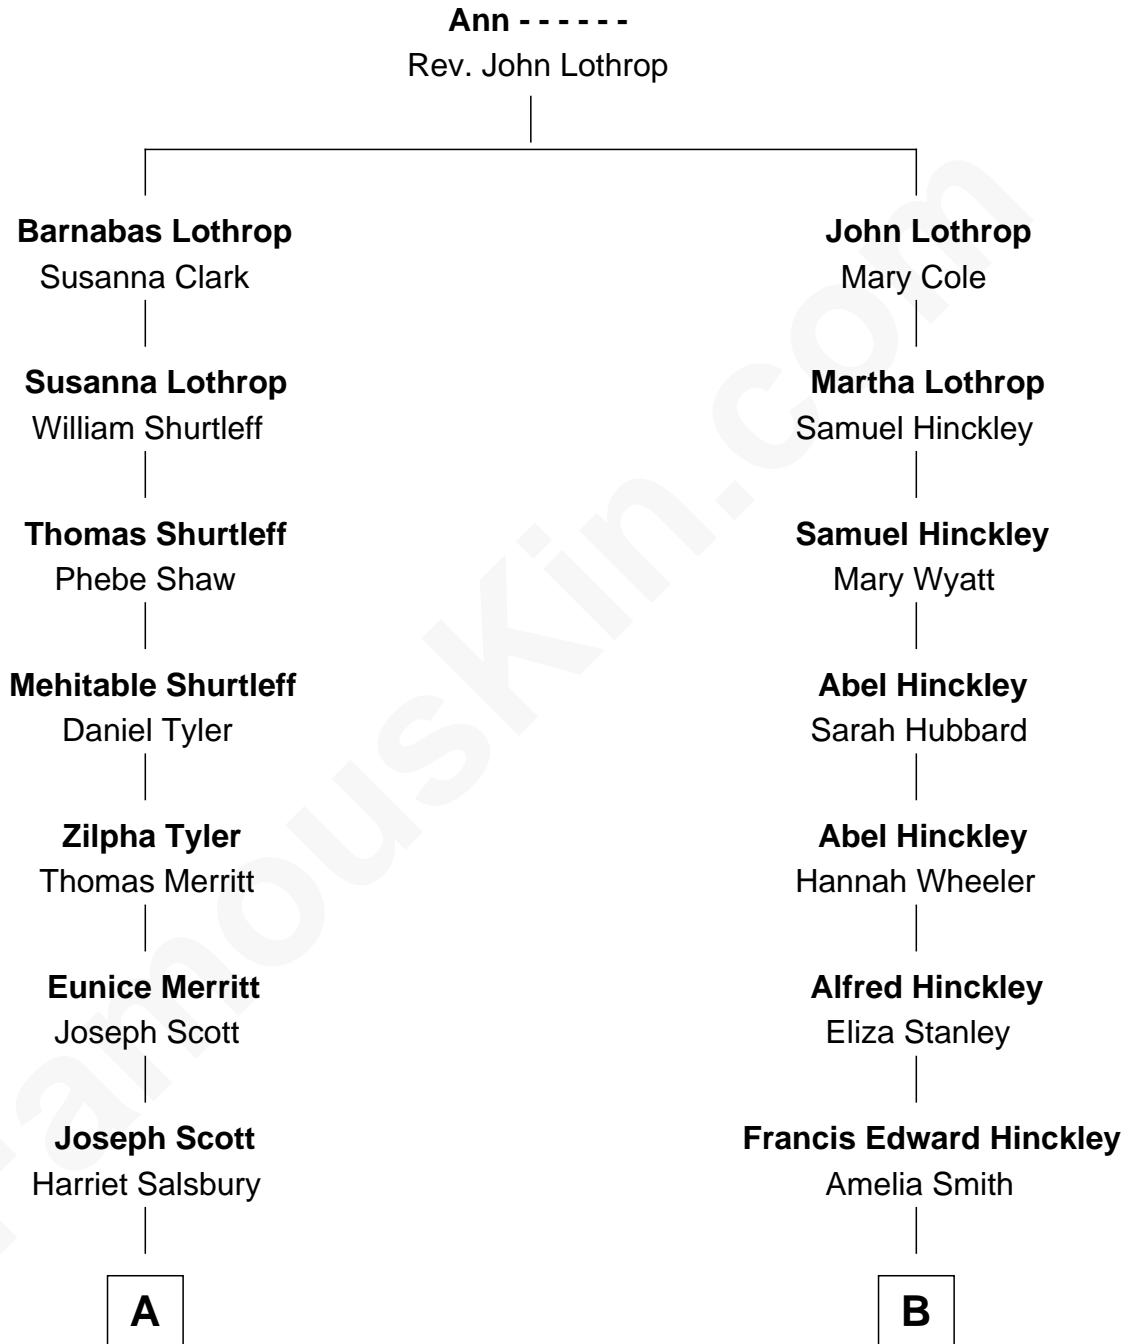 Ann - - - - - -
Rev. John Lothrop
Barnabas Lothrop
Susanna Clark
John Lothrop
Mary Cole
Susanna Lothrop
William Shurtleff
Martha Lothrop
Samuel Hinckley
Thomas Shurtleff
Phebe Shaw
Samuel Hinckley
Mary Wyatt
Mehitable Shurtleff
Daniel Tyler
Abel Hinckley
Sarah Hubbard
Zilpha Tyler
Thomas Merritt
Abel Hinckley
Hannah Wheeler
Eunice Merritt
Joseph Scott
Alfred Hinckley
Eliza Stanley
Joseph Scott
Harriet Salsbury
Francis Edward Hinckley
Amelia Smith
A
B
FamousKin.com